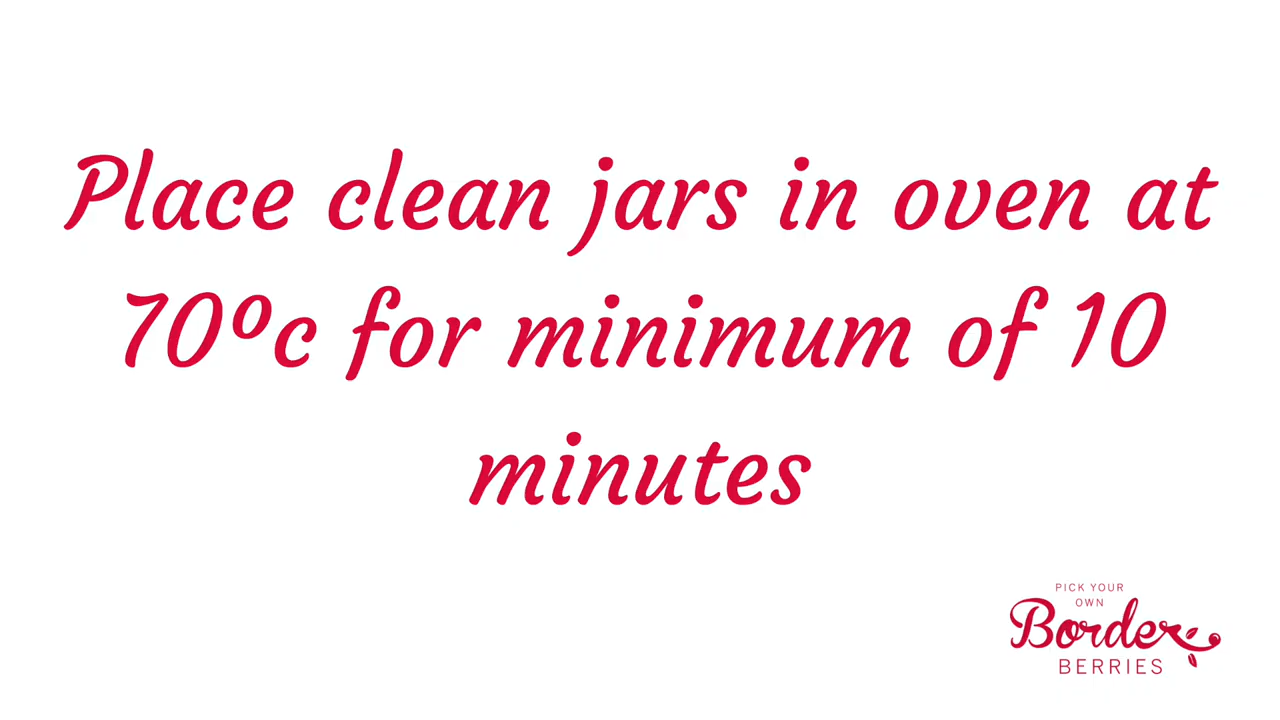 Place clean jars in oven at
70ºc for minimum of 10
minutes
PICK YOUR
OWN
Border
BERRIES